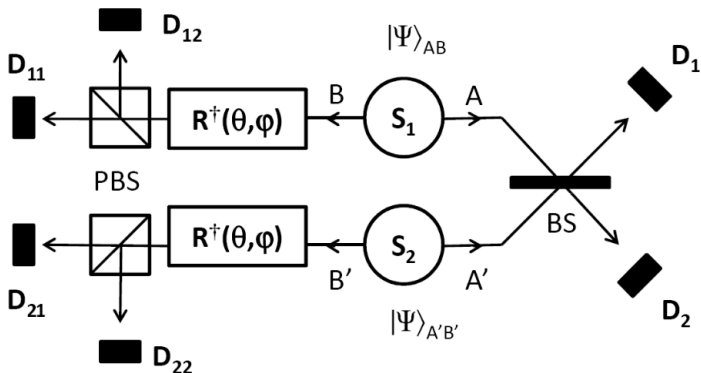 |Ψ⟩AB
D12
D1
D11
B
A
R†(θ,φ)
S1
PBS
BS
R†(θ,φ)
S2
B′
A′
D21
D2
|Ψ⟩A′B′
D22